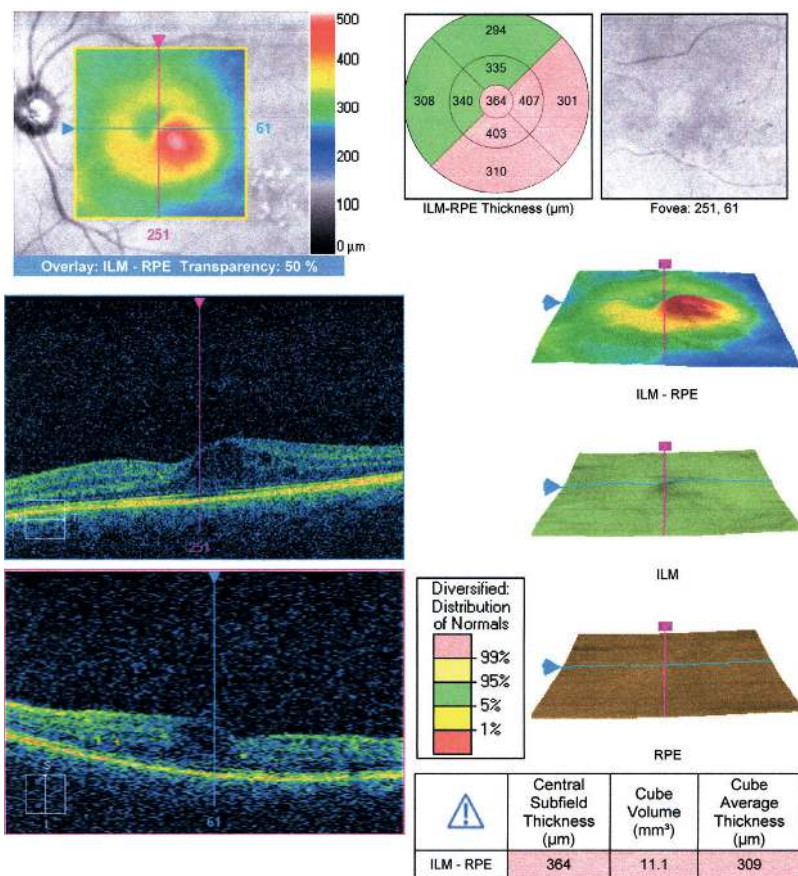 500
400
300
200
100
0 µm
61
251
Overlay: ILM - RPE Transparency: 50 %
294
335
308 340 364 407 301
403
310
ILM-RPE Thickness (µm)
Fovea: 251, 61
251
61
S
I
ILM - RPE
ILM
RPE
Diversified:
Distribution
of Normals
99%
95%
5%
1%
Central
Subfield
Thickness
(µm)
Cube
Volume
(mm³)
Cube
Average
Thickness
(µm)
ILM - RPE 364 11.1 309